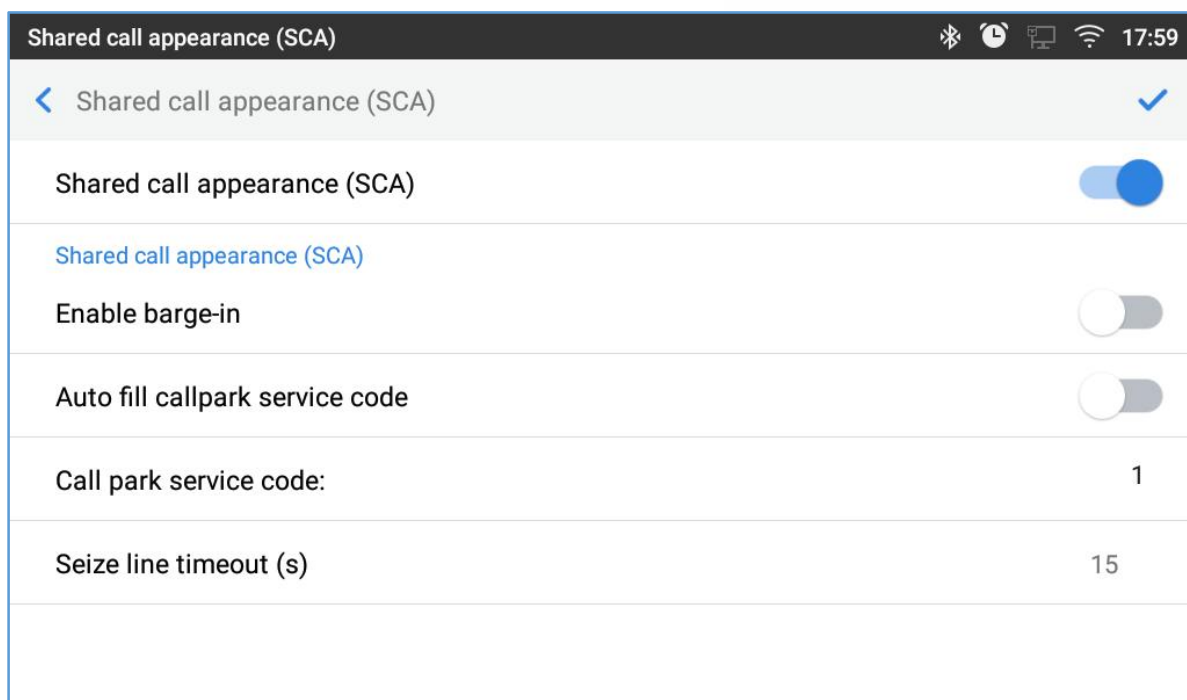 Shared call appearance (SCA) 17:59
Shared call appearance (SCA)
Shared call appearance (SCA)
Shared call appearance (SCA)
Enable barge-in
Auto fill callpark service code
Call park service code: 1
Seize line timeout (s) 15